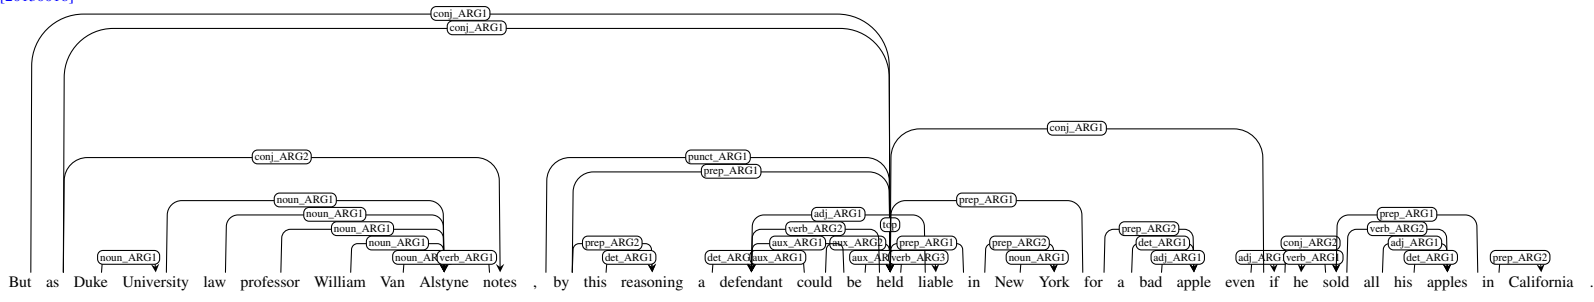 conj_ARG1
conj_ARG1
conj_ARG1
conj_ARG2 punct_ARG1
prep_ARG1
noun_ARG1 prep_ARG1
noun_ARG1 adj_ARG1 prep_ARG1
top
noun_ARG1 verb_ARG2 prep_ARG2 verb_ARG2
noun_ARG1 prep_ARG2 aux_ARG1 aux_ARG2 prep_ARG1 prep_ARG2 det_ARG1 conj_ARG2 adj_ARG1
noun_ARG1 verb_ARG1 det_ARG1 aux_ARG1 verb_ARG3 noun_ARG1 adj_ARG1 verb_ARG1 det_ARG1 prep_ARG2
But as Duke University law professor William Van Alstyne notes , by this reasoning a defendant could be held liable in New York for a bad apple even if he sold all his apples in California .